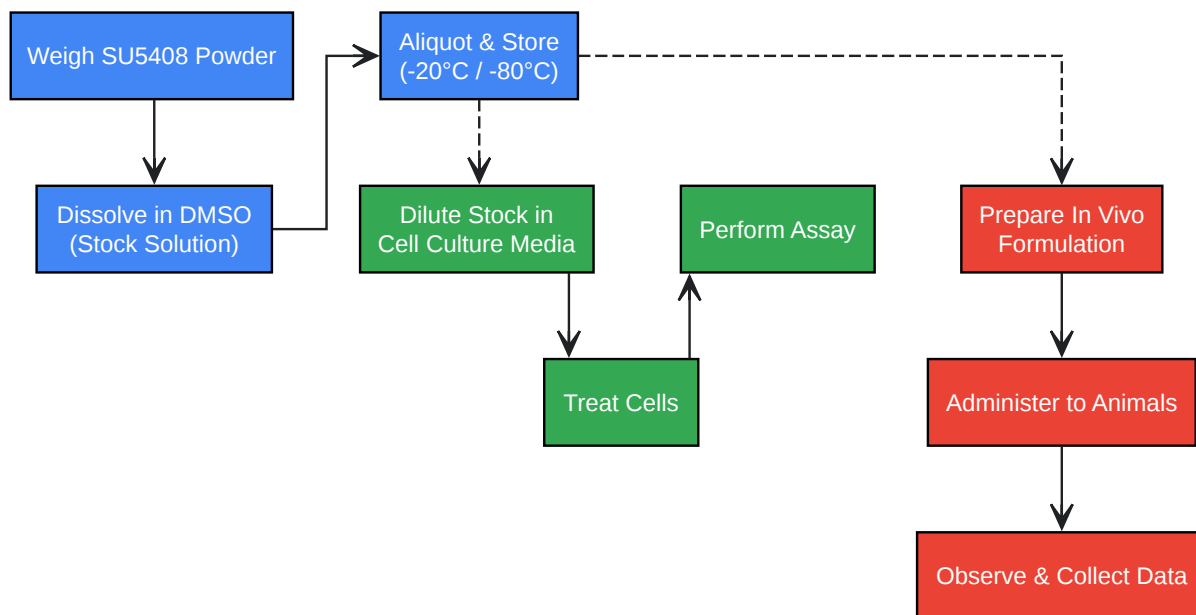 Weigh SU5408 Powder
Aliquot & Store
(-20°C / -80°C)
Dissolve in DMSO
(Stock Solution)
Dilute Stock in
Cell Culture Media
Perform Assay
Prepare In Vivo
Formulation
Treat Cells
Administer to Animals
Observe & Collect Data